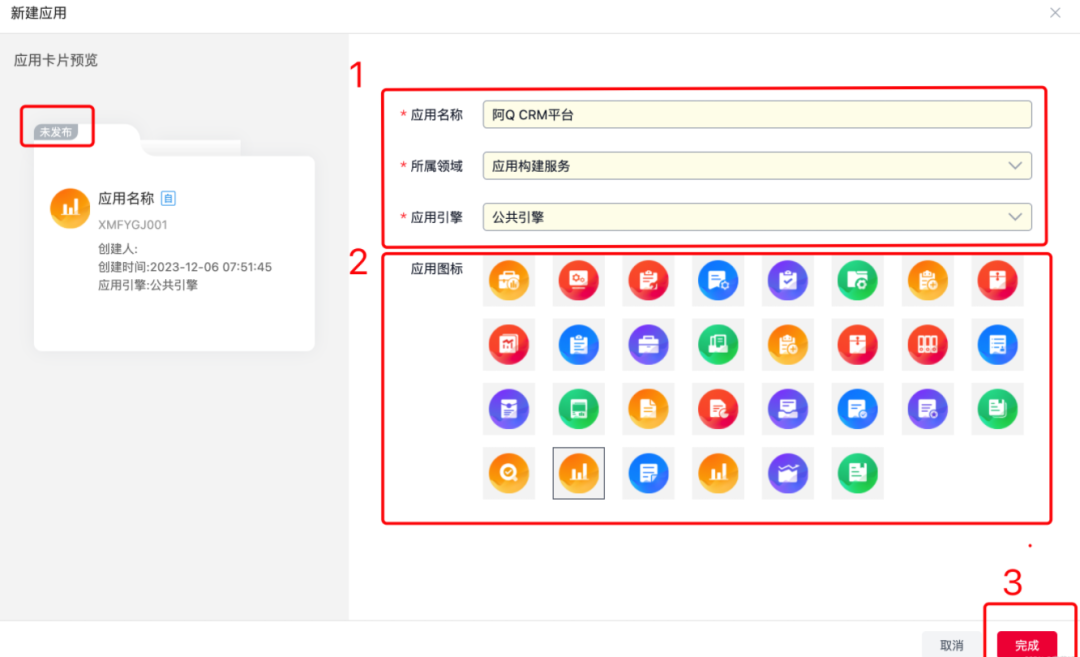 新建应用
应用卡片预览
未发布
应用名称 自
XMFYGJ001
创建人:
创建时间:2023-12-06 07:51:45
应用引擎:公共引擎
1
* 应用名称 阿Q CRM平台
* 所属领域 应用构建服务
* 应用引擎 公共引擎
2
应用图标
3
取消 完成